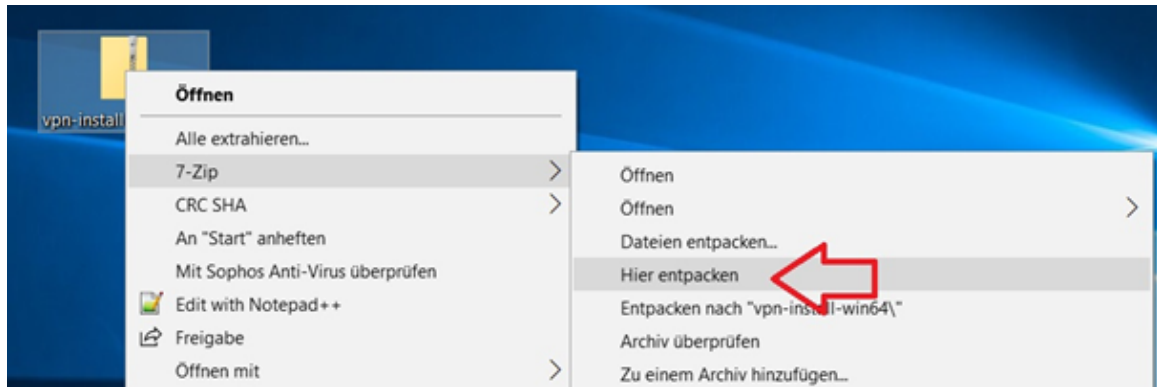 vpn-install
Öffnen
Alle extrahieren...
7-Zip
CRC SHA
An "Start" anheften
Mit Sophos Anti-Virus überprüfen
Edit with Notepad++
Freigabe
Öffnen mit
Öffnen
Öffnen
Dateien entpacken...
Hier entpacken
Entpacken nach "vpn-install-win64\"
Archiv überprüfen
Zu einem Archiv hinzufügen...